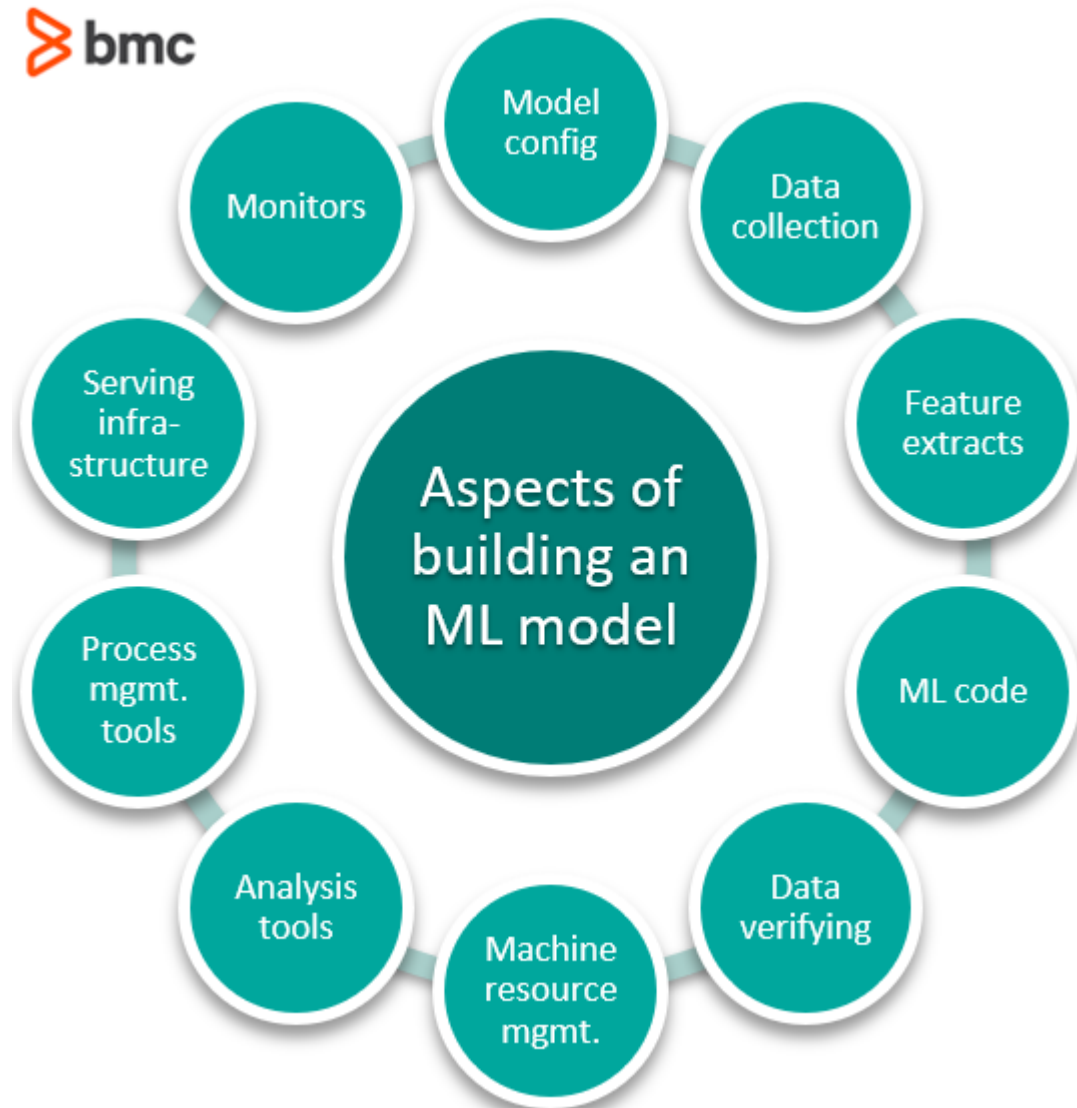 bmc
Model
config
Data
collection
Feature
extracts
ML code
Data
verifying
Machine
resource
mgmt.
Analysis
tools
Process
mgmt.
tools
Serving
infra-
structure
Monitors
Aspects of
building an
ML model